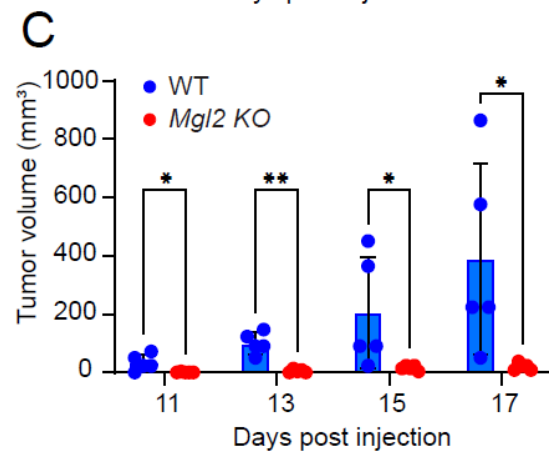 C
1000
800
600
400
200
0
Tumor volume (mm³)
WT
Mgl2 KO
*
**
*
*
11 13 15 17
Days post injection